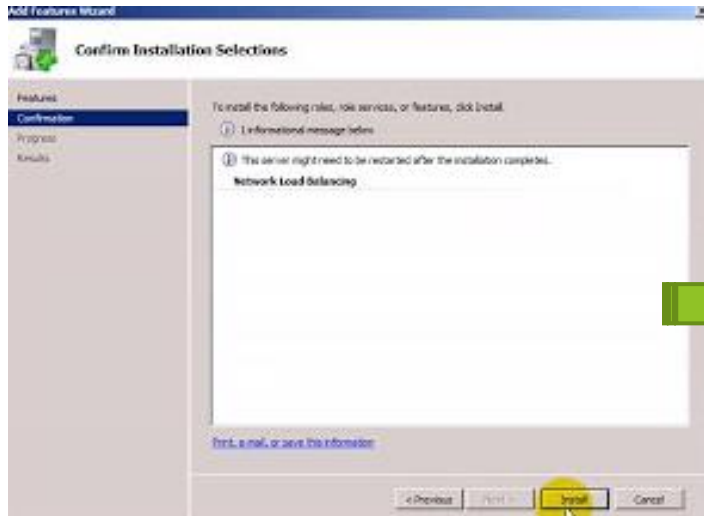 Add Features Wizard
Confirm Installation Selections
Features
Confirmation
Progress
Results
To install the following roles, role services, or features, click Install.
1 informational message below
This server might need to be restarted after the installation completes.
Network Load Balancing
Print, e-mail, or save this information
< Previous
Next >
Install
Cancel